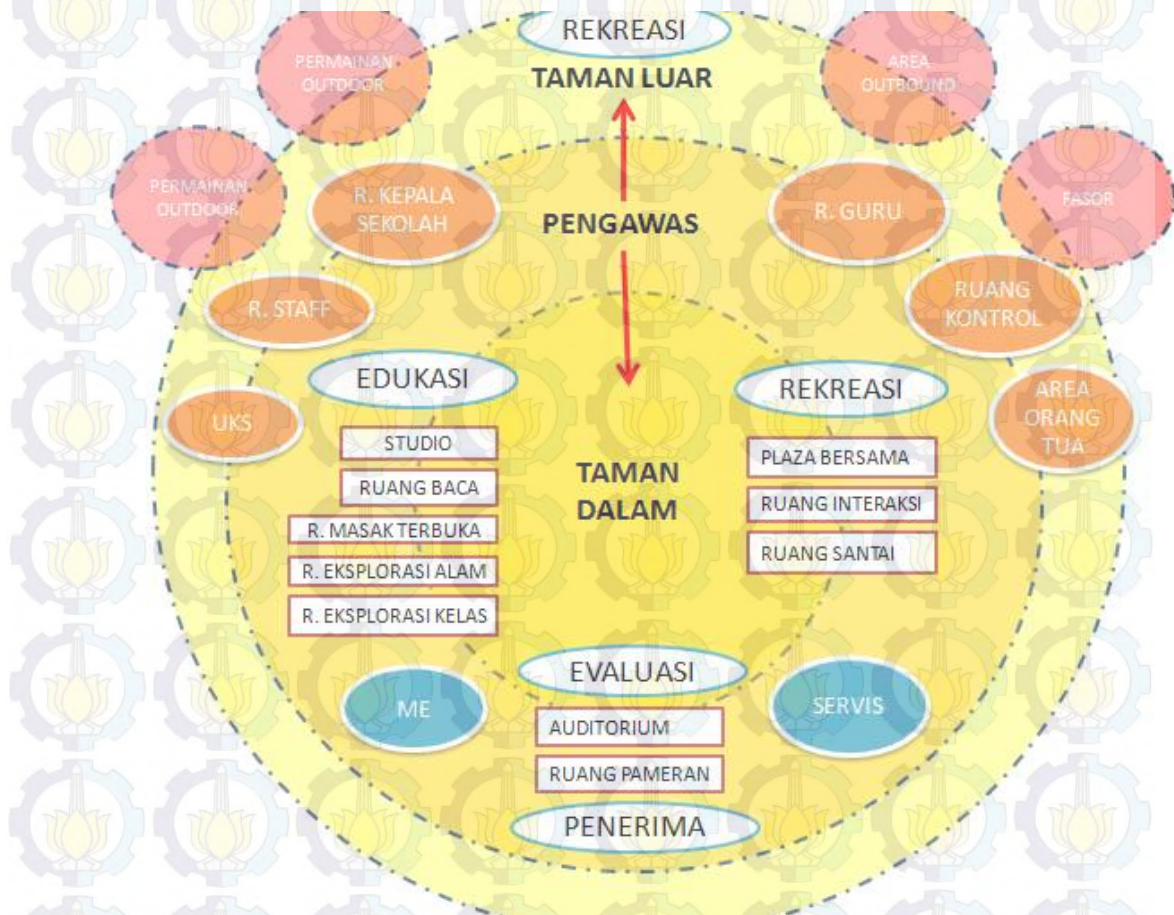 REKREASI
TAMAN LUAR
PERMAINAN
OUTDOOR
AREA
OUTBOUND
PERMAINAN
OUTDOOR
R. KEPALA
SEKOLAH
PENGAWAS
R. GURU
FASOR
R. STAFF
RUANG
KONTROL
EDUKASI
REKREASI
UKS
AREA
ORANG
TUA
STUDIO
RUANG BACA
R. MASAK TERBUKA
R. EKSPLORASI ALAM
R. EKSPLORASI KELAS
TAMAN
DALAM
PLAZA BERSAMA
RUANG INTERAKSI
RUANG SANTAI
EVALUASI
ME
SERVIS
AUDITORIUM
RUANG PAMERAN
PENERIMA